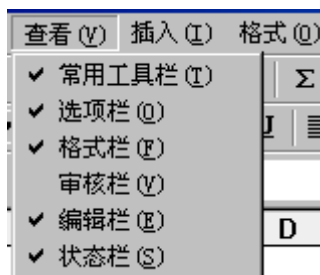 查看(V) 插入(I) 格式(O)
✔ 常用工具栏(T) Σ
✔ 选项栏(O)
✔ 格式栏(F) U
审核栏(V)
✔ 编辑栏(E) D
✔ 状态栏(S)